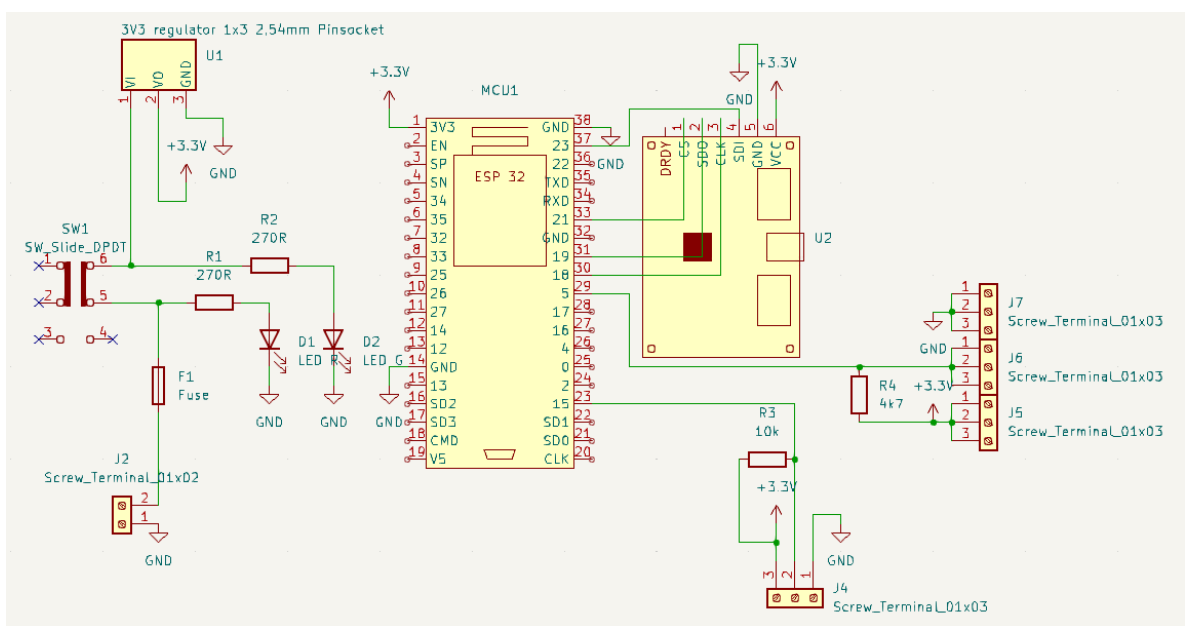 3V3 regulator 1x3 2,54mm Pinsocket
U1
VI
VO
GND
1
2
3
+3.3V
GND
SW1
SW_Slide_DPDT
1
6
2
5
3
4
R2
270R
R1
270R
D1
LED R
D2
LED G
GND
GND
F1
Fuse
J2
Screw_Terminal_01x02
2
1
GND
+3.3V
MCU1
ESP 32
1 3V3
2 EN
3 SP
4 SN
5 34
6 35
7 32
8 33
9 25
10 26
11 27
12 14
13 12
14 GND
15 13
16 SD2
17 SD3
18 CMD
19 V5
GND
GND 38
23 37
22 36
TXD 35
RXD 34
21 33
GND 32
19 31
18 30
5 29
17 28
16 27
4 26
0 25
2 24
15 23
SD1 22
SD0 21
CLK 20
GND
GND
+3.3V
1 2 3 4 5 6
DRDY
CS
SDO
CLK
SDI
GND
VCC
U2
1
2
3
J7
Screw_Terminal_01x03
GND
1
2
3
J6
Screw_Terminal_01x03
R4
4k7
+3.3V
1
2
3
J5
Screw_Terminal_01x03
R3
10k
+3.3V
GND
3
2
1
J4
Screw_Terminal_01x03